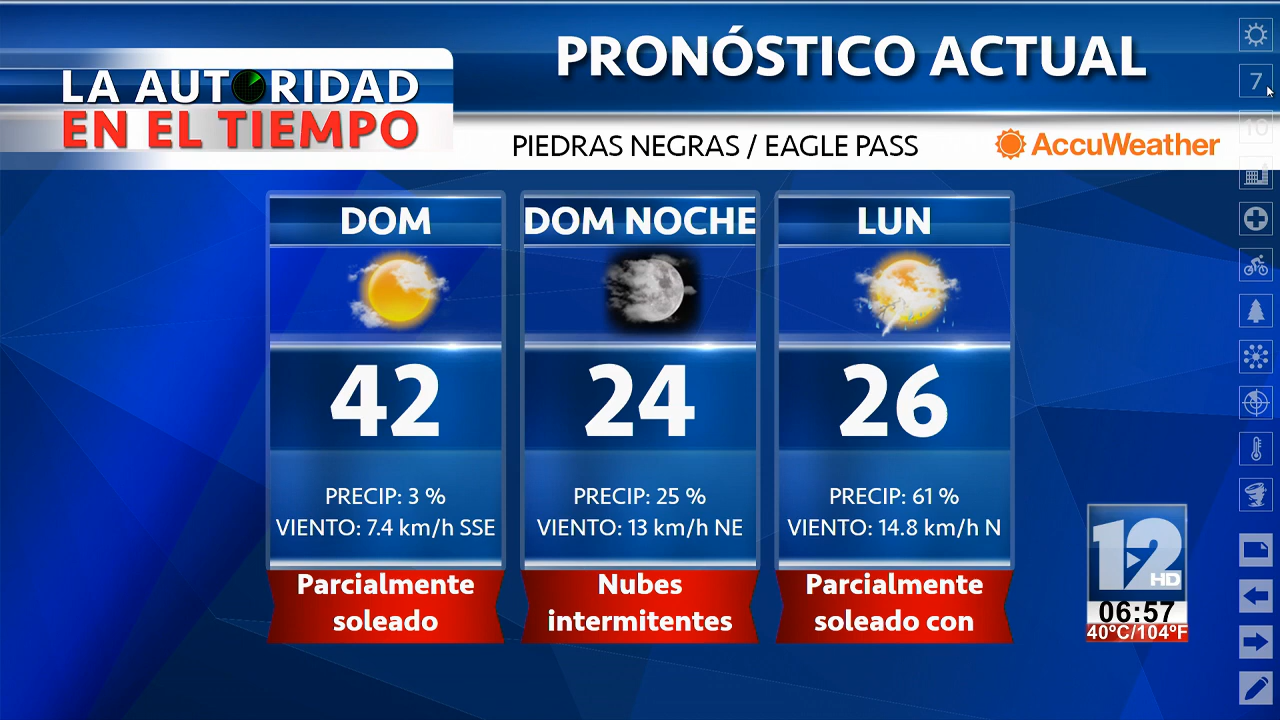 LA AUTORIDAD
EN EL TIEMPO
PRONÓSTICO ACTUAL
PIEDRAS NEGRAS / EAGLE PASS
AccuWeather
DOM
42
PRECIP: 3 %
VIENTO: 7.4 km/h SSE
Parcialmente
soleado
DOM NOCHE
24
PRECIP: 25 %
VIENTO: 13 km/h NE
Nubes
intermitentes
LUN
26
PRECIP: 61 %
VIENTO: 14.8 km/h N
Parcialmente
soleado con
7
10
12
HD
06:57
40°C/104°F